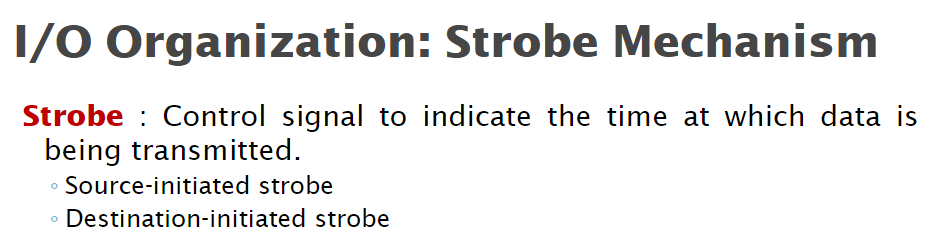 I/O Organization: Strobe Mechanism
Strobe : Control signal to indicate the time at which data is
being transmitted.
◦ Source-initiated strobe
◦ Destination-initiated strobe